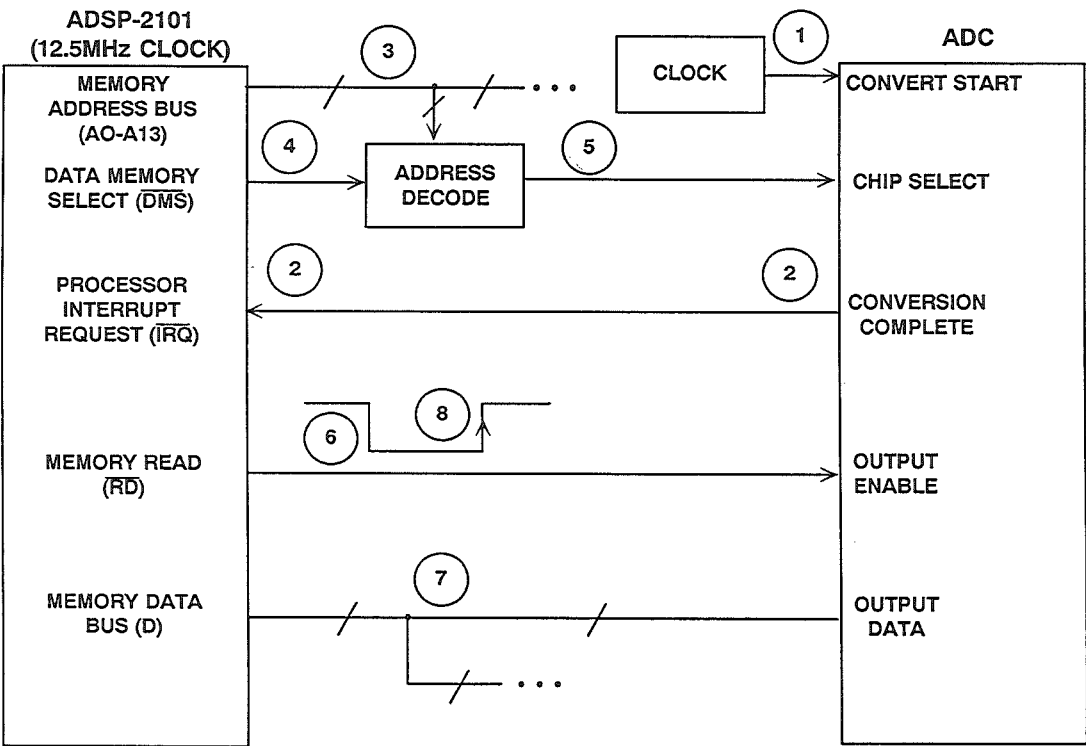 ADSP-2101
(12.5MHz CLOCK)
ADC
1
3
CLOCK
MEMORY
ADDRESS BUS
(AO-A13)
CONVERT START
4
5
DATA MEMORY
SELECT (DMS)
ADDRESS
DECODE
CHIP SELECT
2
2
PROCESSOR
INTERRUPT
REQUEST (IRQ)
CONVERSION
COMPLETE
6
8
MEMORY READ
(RD)
OUTPUT
ENABLE
7
MEMORY DATA
BUS (D)
OUTPUT
DATA